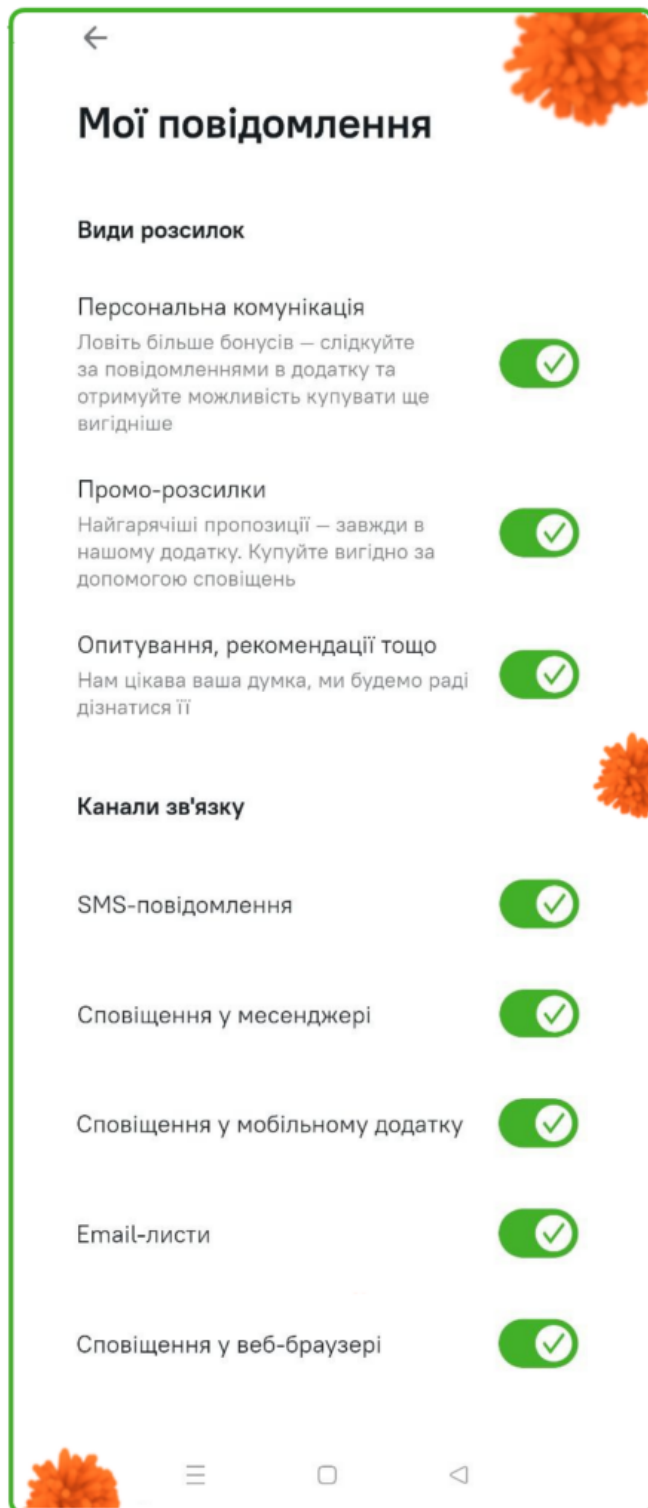 Мої повідомлення
Види розсилок
Персональна комунікація
Ловіть більше бонусів — слідкуйте
за повідомленнями в додатку та
отримуйте можливість купувати ще
вигідніше
Промо-розсилки
Найгарячіші пропозиції — завжди в
нашому додатку. Купуйте вигідно за
допомогою сповіщень
Опитування, рекомендації тощо
Нам цікава ваша думка, ми будемо раді
дізнатися її
Канали зв'язку
SMS-повідомлення
Сповіщення у месенджері
Сповіщення у мобільному додатку
Email-листи
Сповіщення у веб-браузері